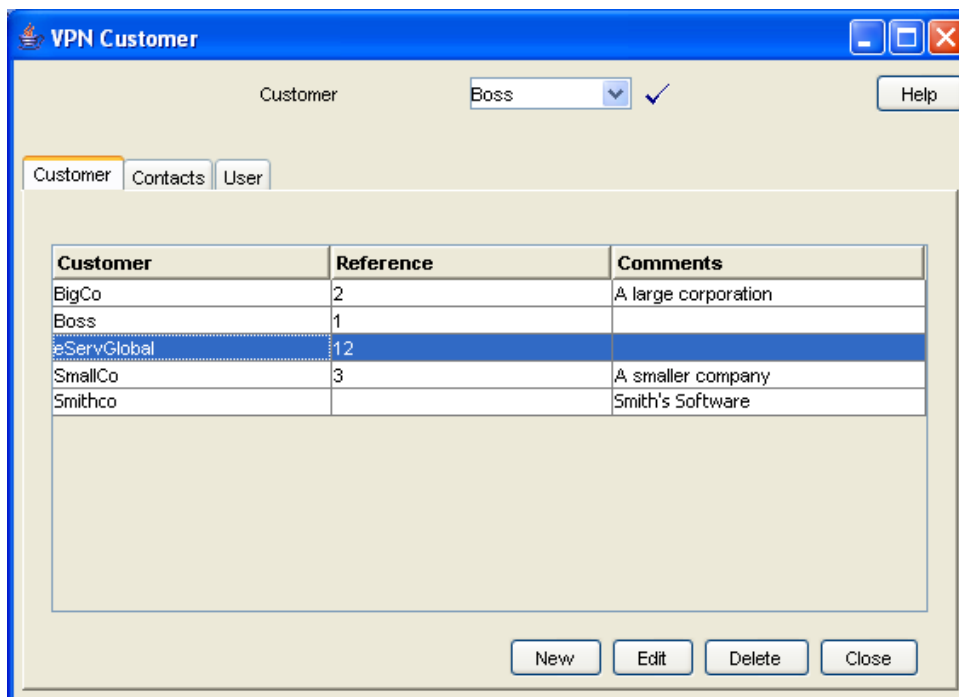 VPN Customer
Customer Boss Help
Customer Contacts User
Customer Reference Comments
BigCo 2 A large corporation
Boss 1
eServGlobal 12
SmallCo 3 A smaller company
Smithco Smith's Software
New Edit Delete Close